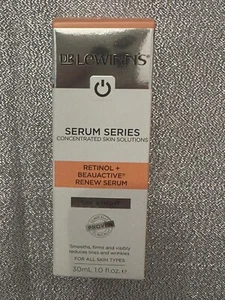 DR.LEWINN'S
SERUM SERIES
CONCENTRATED SKIN SOLUTIONS
RETINOL +
BEAUACTIVE®
RENEW SERUM
PROVEN
Smooths, firms and visibly
reduces lines and wrinkles
FOR ALL SKIN TYPES
30mL 1.0 fl.oz. e